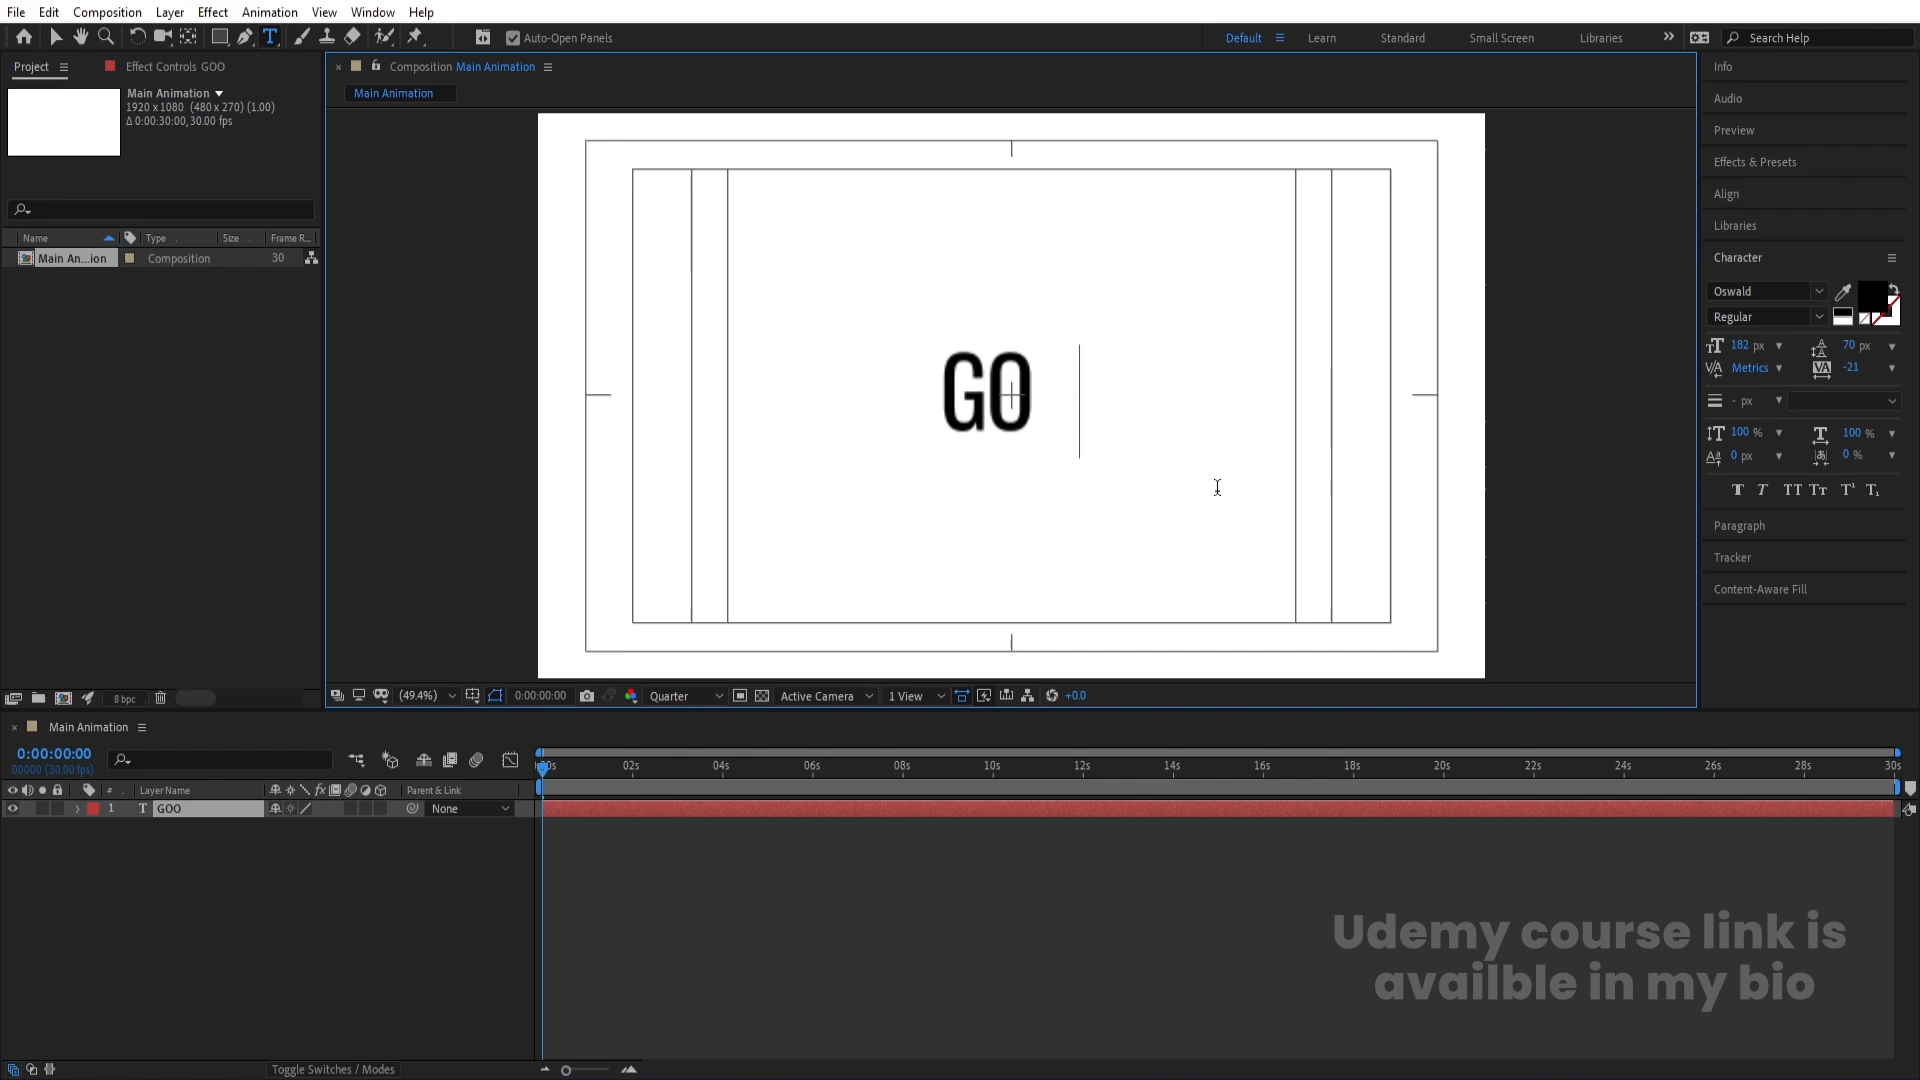 File Edit Composition Layer Effect Animation View Window Help
Auto-Open Panels Default Learn Standard Small Screen Libraries Search Help
Project Effect Controls GOO
Main Animation
1920 x 1080 (480 x 270) (1.00)
Δ 0:00:30:00, 30.00 fps
Name Type Size Frame R...
Main An...ion Composition 30
8 bpc
Composition Main Animation
Main Animation
GO
(49.4%) 0:00:00:00 Quarter Active Camera 1 View +0.0
Info
Audio
Preview
Effects & Presets
Align
Libraries
Character
Oswald
Regular
182 px 70 px
Metrics -21
- px
100 % 100 %
0 px 0 %
T T TT Tt T¹ T₁
Paragraph
Tracker
Content-Aware Fill
Main Animation
0:00:00:00
00000 (30.00 fps)
02s 04s 06s 08s 10s 12s 14s 16s 18s 20s 22s 24s 26s 28s 30s
# Layer Name Parent & Link
1 T GOO None
Udemy course link is
availble in my bio
Toggle Switches / Modes